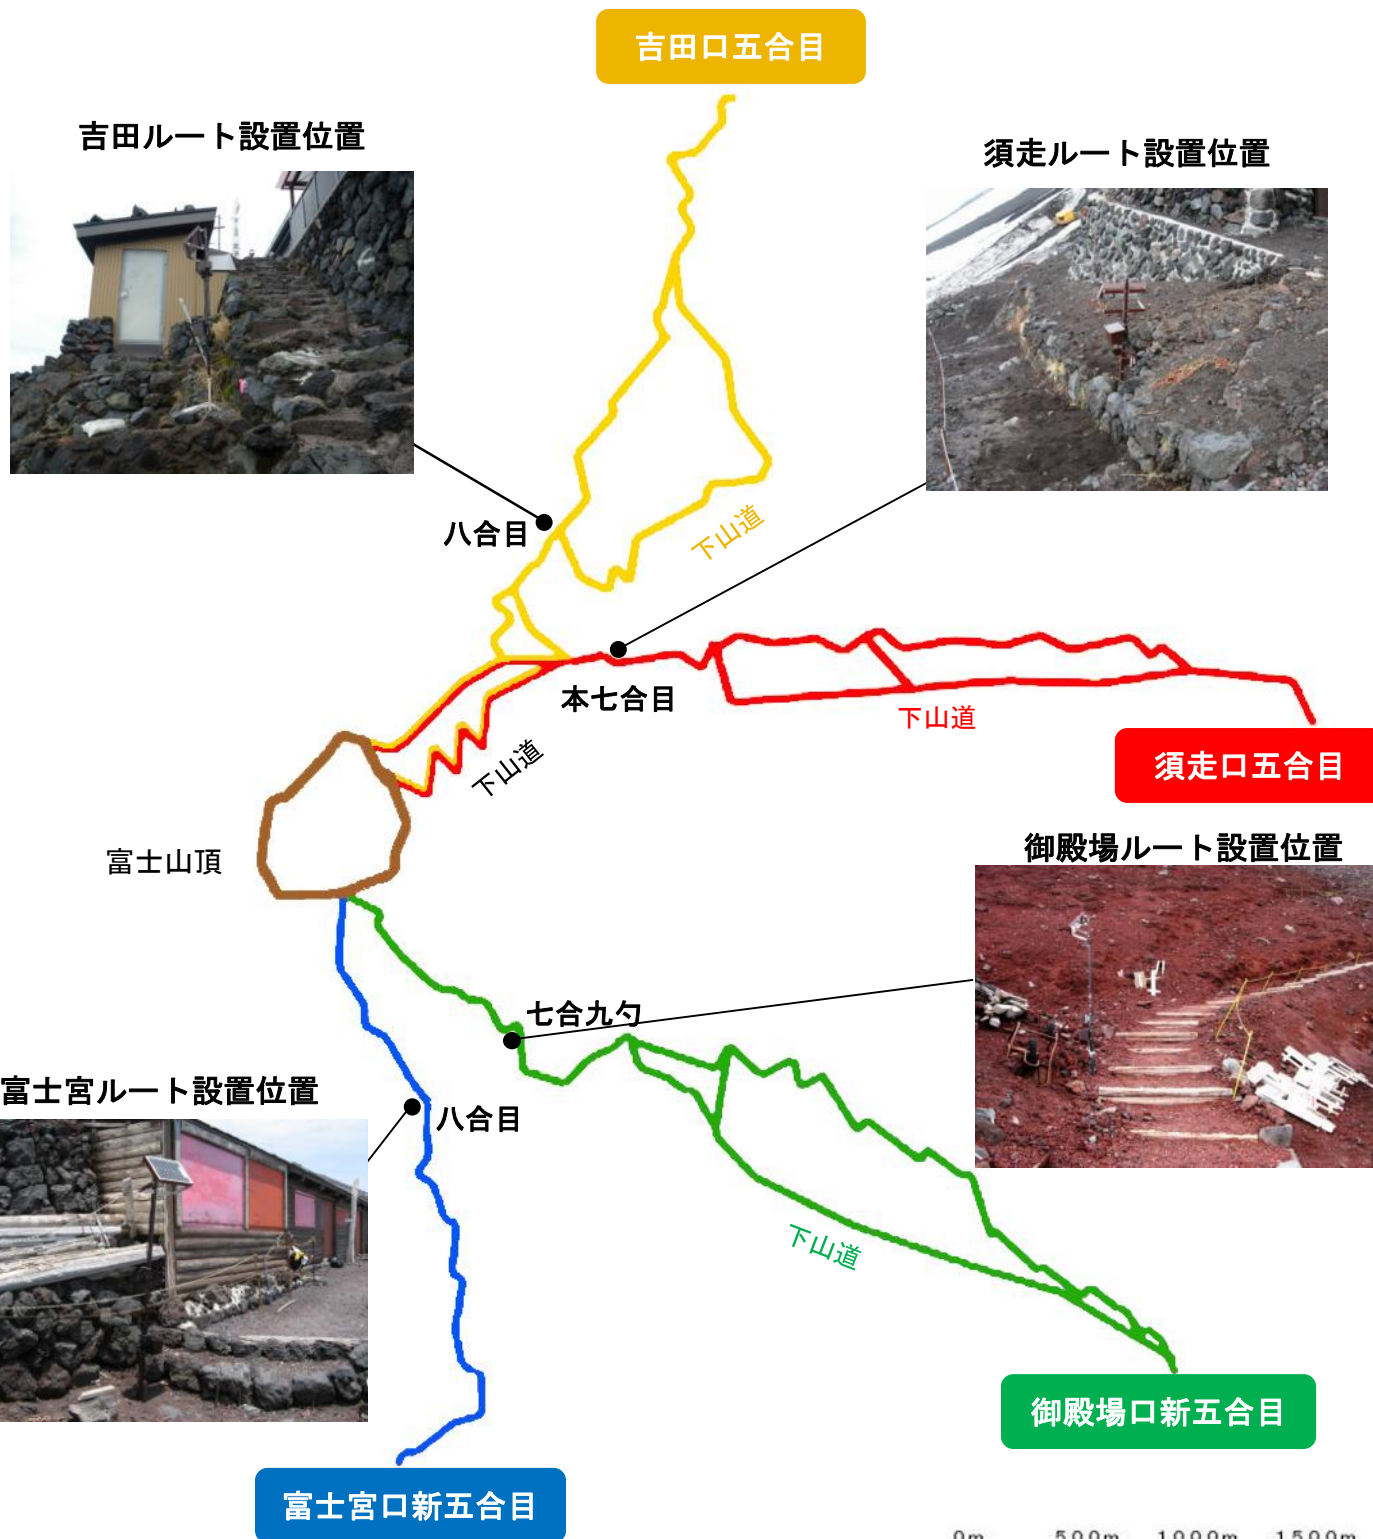 吉田口五合目
吉田ルート設置位置
須走ルート設置位置
八合目
下山道
本七合目
下山道
須走口五合目
下山道
富士山頂
御殿場ルート設置位置
七合九勺
富士宮ルート設置位置
八合目
下山道
御殿場口新五合目
富士宮口新五合目
0m 500m 1000m 1500m